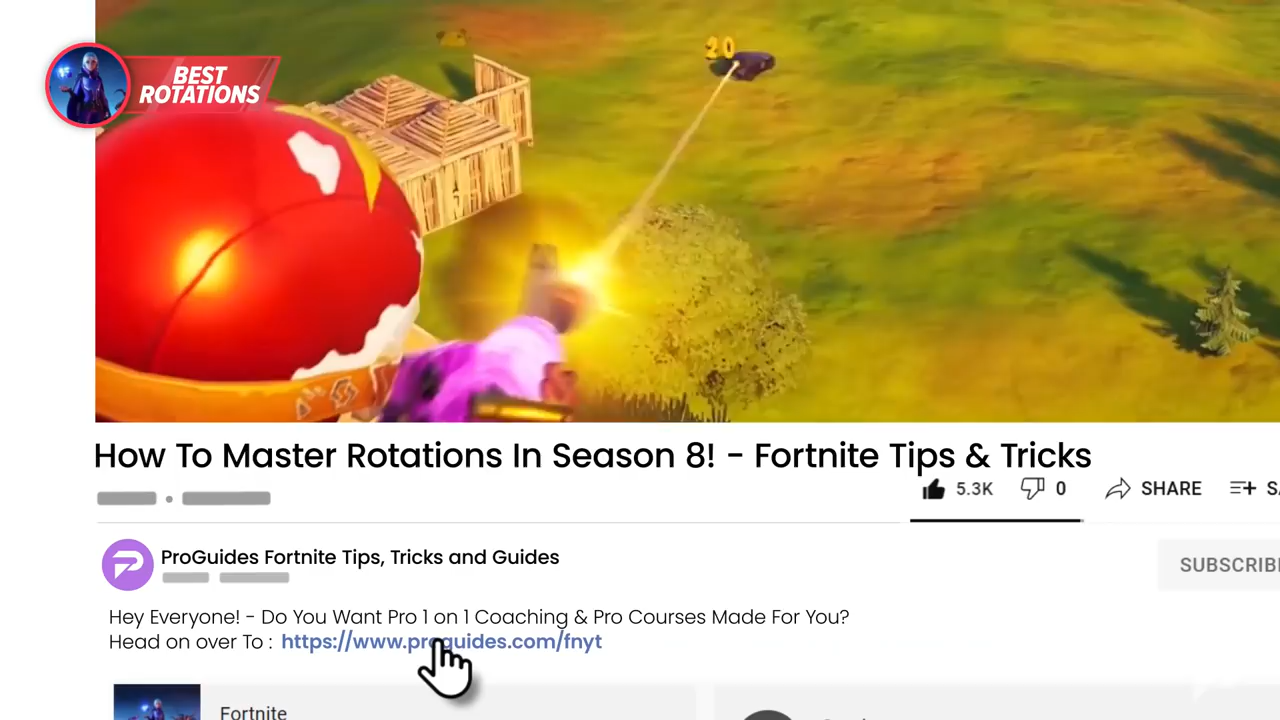 BEST
ROTATIONS
20
How To Master Rotations In Season 8! - Fortnite Tips & Tricks
5.3K 0 SHARE
ProGuides Fortnite Tips, Tricks and Guides
SUBSCRIBE
Hey Everyone! - Do You Want Pro 1 on 1 Coaching & Pro Courses Made For You?
Head on over To : https://www.proguides.com/fnyt
Fortnite